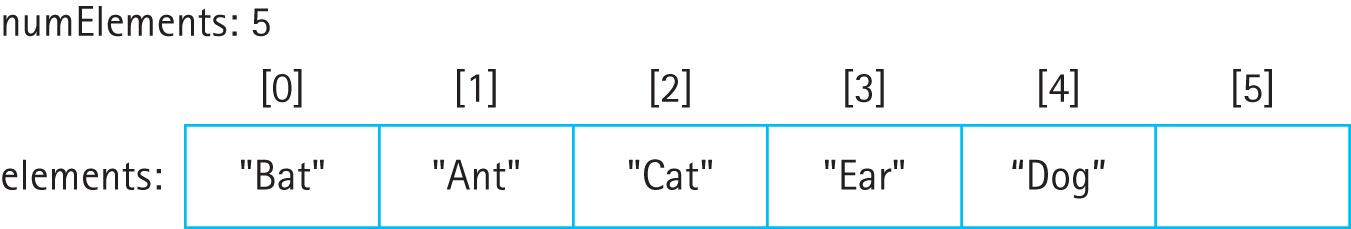 numElements: 5
[0] [1] [2] [3] [4] [5]
elements: "Bat" "Ant" "Cat" "Ear" “Dog”